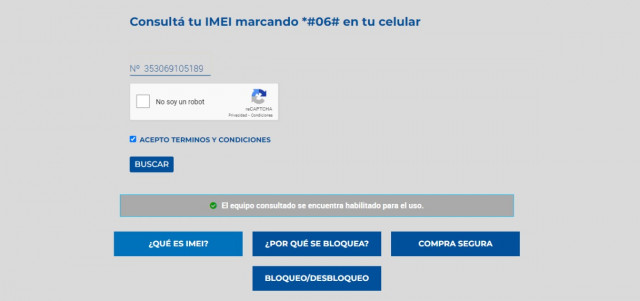 Consultá tu IMEI marcando *#06# en tu celular
Nº 353069105189
No soy un robot
reCAPTCHA
Privacidad - Condiciones
ACEPTO TERMINOS Y CONDICIONES
BUSCAR
El equipo consultado se encuentra habilitado para el uso.
¿QUÉ ES IMEI?
¿POR QUÉ SE BLOQUEA?
COMPRA SEGURA
BLOQUEO/DESBLOQUEO